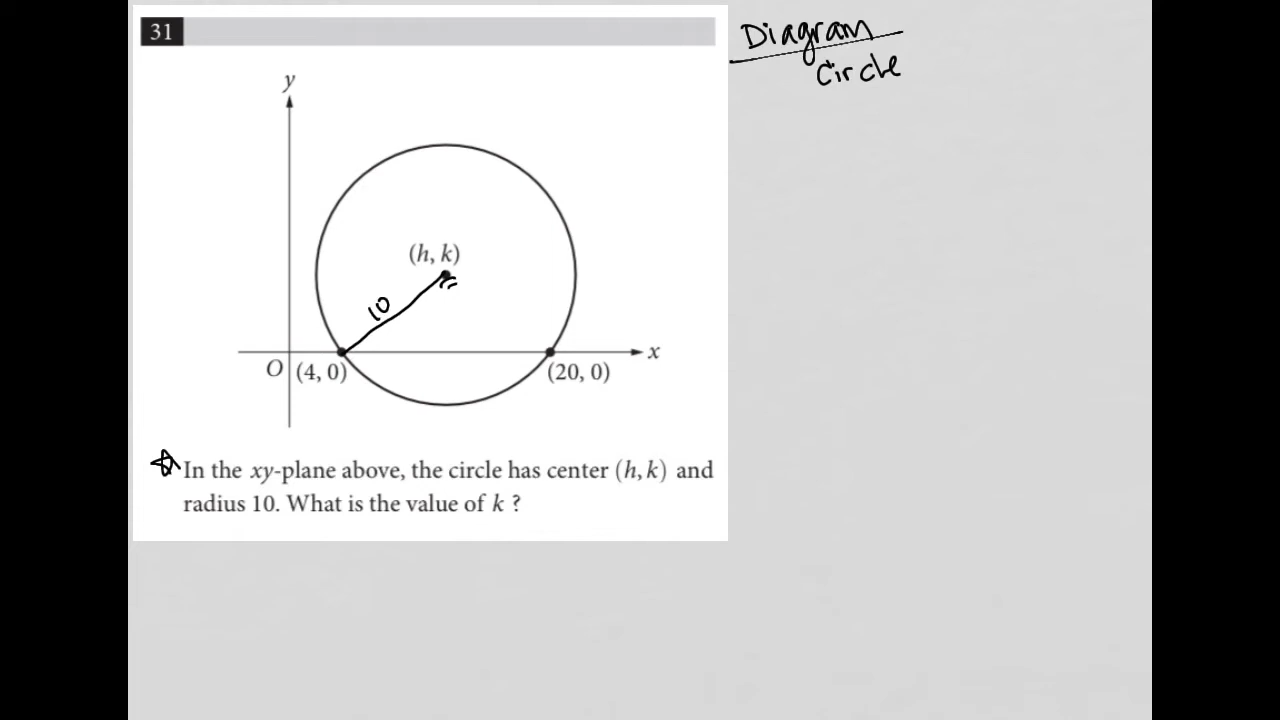 31
Diagram
Circle
y
(h, k)
10
O
(4, 0)
(20, 0)
x
In the xy-plane above, the circle has center (h, k) and
radius 10. What is the value of k ?